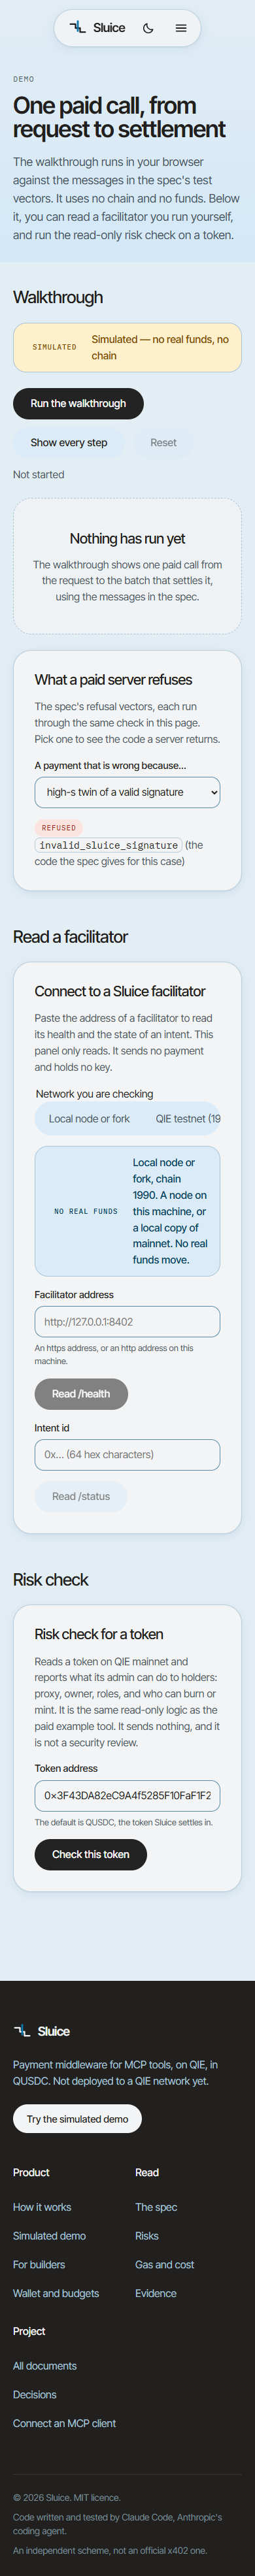 Sluice
DEMO
One paid call, from
request to settlement
The walkthrough runs in your browser
against the messages in the spec's test
vectors. It uses no chain and no funds. Below
it, you can read a facilitator you run yourself,
and run the read-only risk check on a token.
Walkthrough
SIMULATED
Simulated — no real funds, no
chain
Run the walkthrough
Show every step
Reset
Not started
Nothing has run yet
The walkthrough shows one paid call from
the request to the batch that settles it,
using the messages in the spec.
What a paid server refuses
The spec's refusal vectors, each run
through the same check in this page.
Pick one to see the code a server returns.
A payment that is wrong because...
high-s twin of a valid signature
REFUSED
invalid_sluice_signature (the
code the spec gives for this case)
Read a facilitator
Connect to a Sluice facilitator
Paste the address of a facilitator to read
its health and the state of an intent. This
panel only reads. It sends no payment
and holds no key.
Network you are checking
Local node or fork
QIE testnet (19
NO REAL FUNDS
Local node or
fork, chain
1990. A node on
this machine, or
a local copy of
mainnet. No real
funds move.
Facilitator address
http://127.0.0.1:8402
An https address, or an http address on this
machine.
Read /health
Intent id
0x... (64 hex characters)
Read /status
Risk check
Risk check for a token
Reads a token on QIE mainnet and
reports what its admin can do to holders:
proxy, owner, roles, and who can burn or
mint. It is the same read-only logic as the
paid example tool. It sends nothing, and it
is not a security review.
Token address
0x3F43DA82eC9A4f5285F10FaF1F2
The default is QUSDC, the token Sluice settles in.
Check this token
Sluice
Payment middleware for MCP tools, on QIE, in
QUSDC. Not deployed to a QIE network yet.
Try the simulated demo
Product
How it works
Simulated demo
For builders
Wallet and budgets
Read
The spec
Risks
Gas and cost
Evidence
Project
All documents
Decisions
Connect an MCP client
© 2026 Sluice. MIT licence.
Code written and tested by Claude Code, Anthropic's
coding agent.
An independent scheme, not an official x402 one.